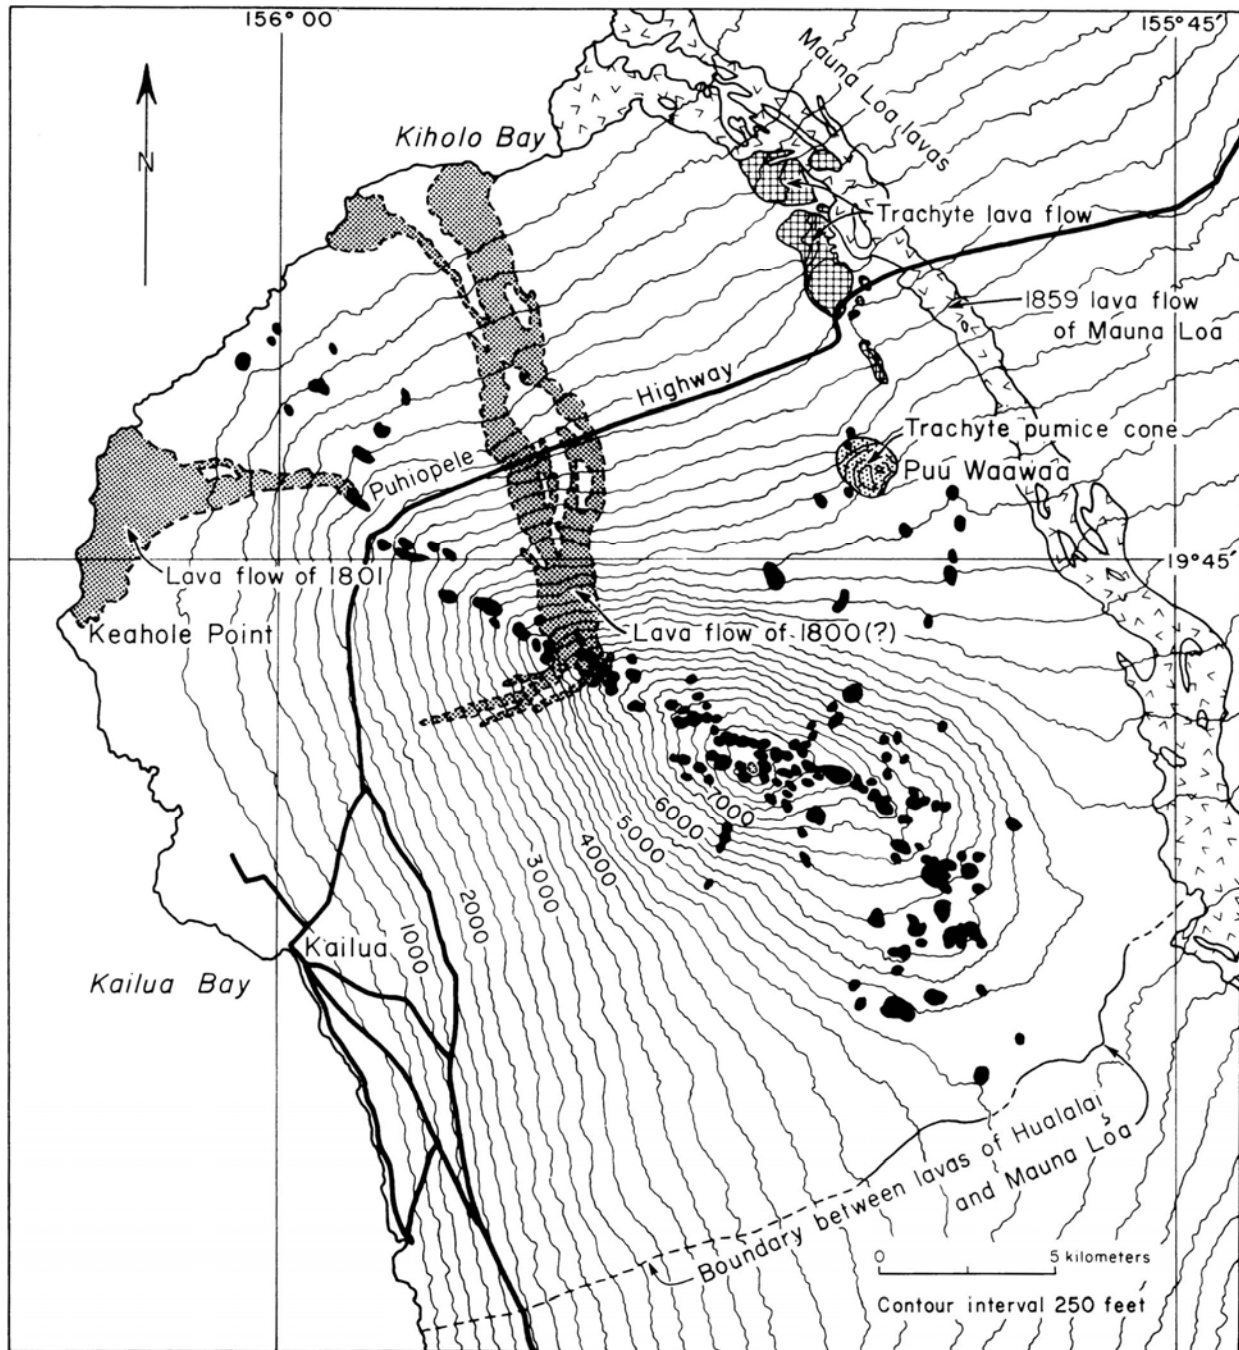 156° 00
155° 45′
N
Kiholo Bay
Mauna Loa lavas
Trachyte lava flow
1859 lava flow
of Mauna Loa
Highway
Trachyte pumice cone
Puu Waawaa
Puhiopele
19° 45′
Lava flow of 1801
Keahole Point
Lava flow of 1800(?)
7000
6000
5000
4000
3000
2000
1000
Kailua
Kailua Bay
Boundary between lavas of Hualalai
and Mauna Loa
0 5 kilometers
Contour interval 250 feet